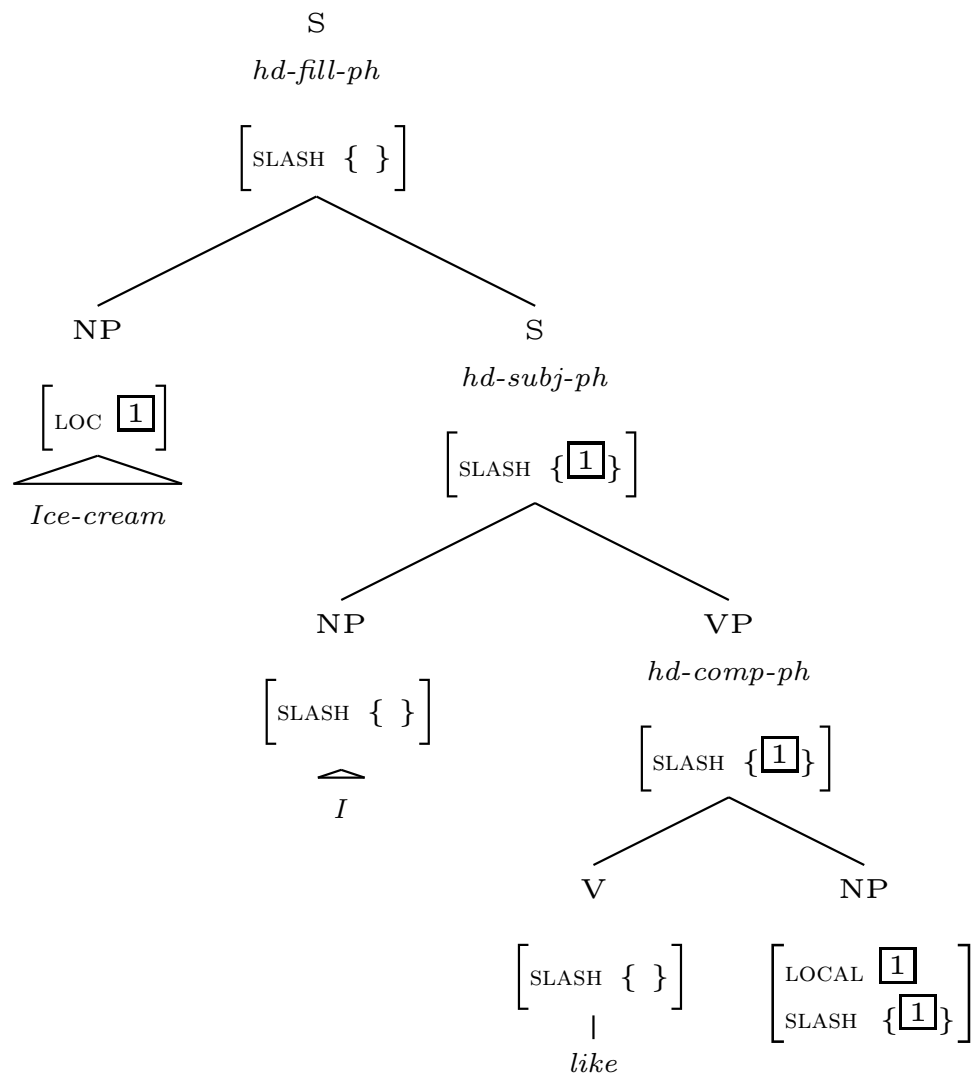 S
hd-fill-ph
[SLASH { }]
NP S
hd-subj-ph
[LOC 1]
[SLASH {1}]
Ice-cream
NP VP
hd-comp-ph
[SLASH { }]
[SLASH {1}]
I
V NP
[SLASH { }]
[LOCAL 1
SLASH {1}]
like